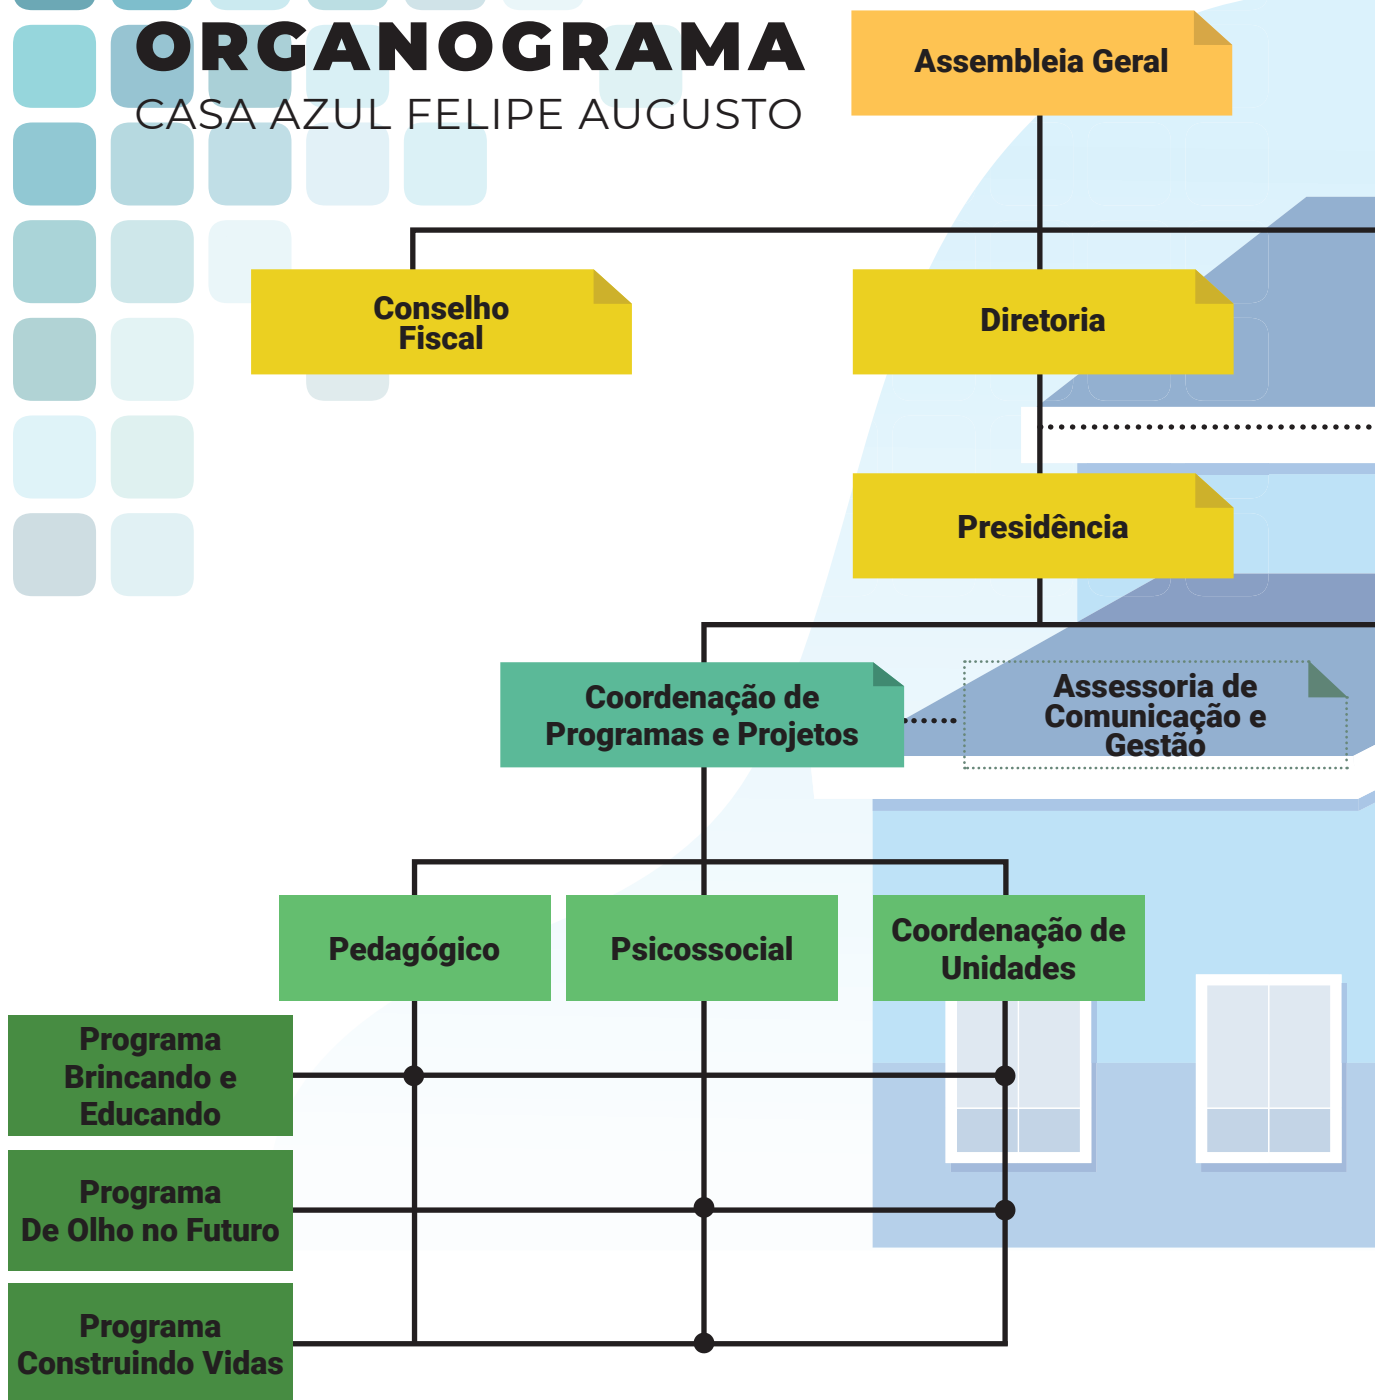 ORGANOGRAMA
CASA AZUL FELIPE AUGUSTO
Assembleia Geral
Conselho
Fiscal
Diretoria
Presidência
Coordenação de
Programas e Projetos
Assessoria de
Comunicação e
Gestão
Pedagógico
Psicossocial
Coordenação de
Unidades
Programa
Brincando e
Educando
Programa
De Olho no Futuro
Programa
Construindo Vidas